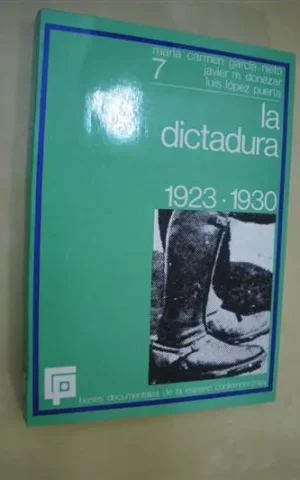 maría carmen garcía-nieto
7
javier m. donézar
luis lópez puerta
la
dictadura
1923 · 1930
bases documentales de la españa contemporánea